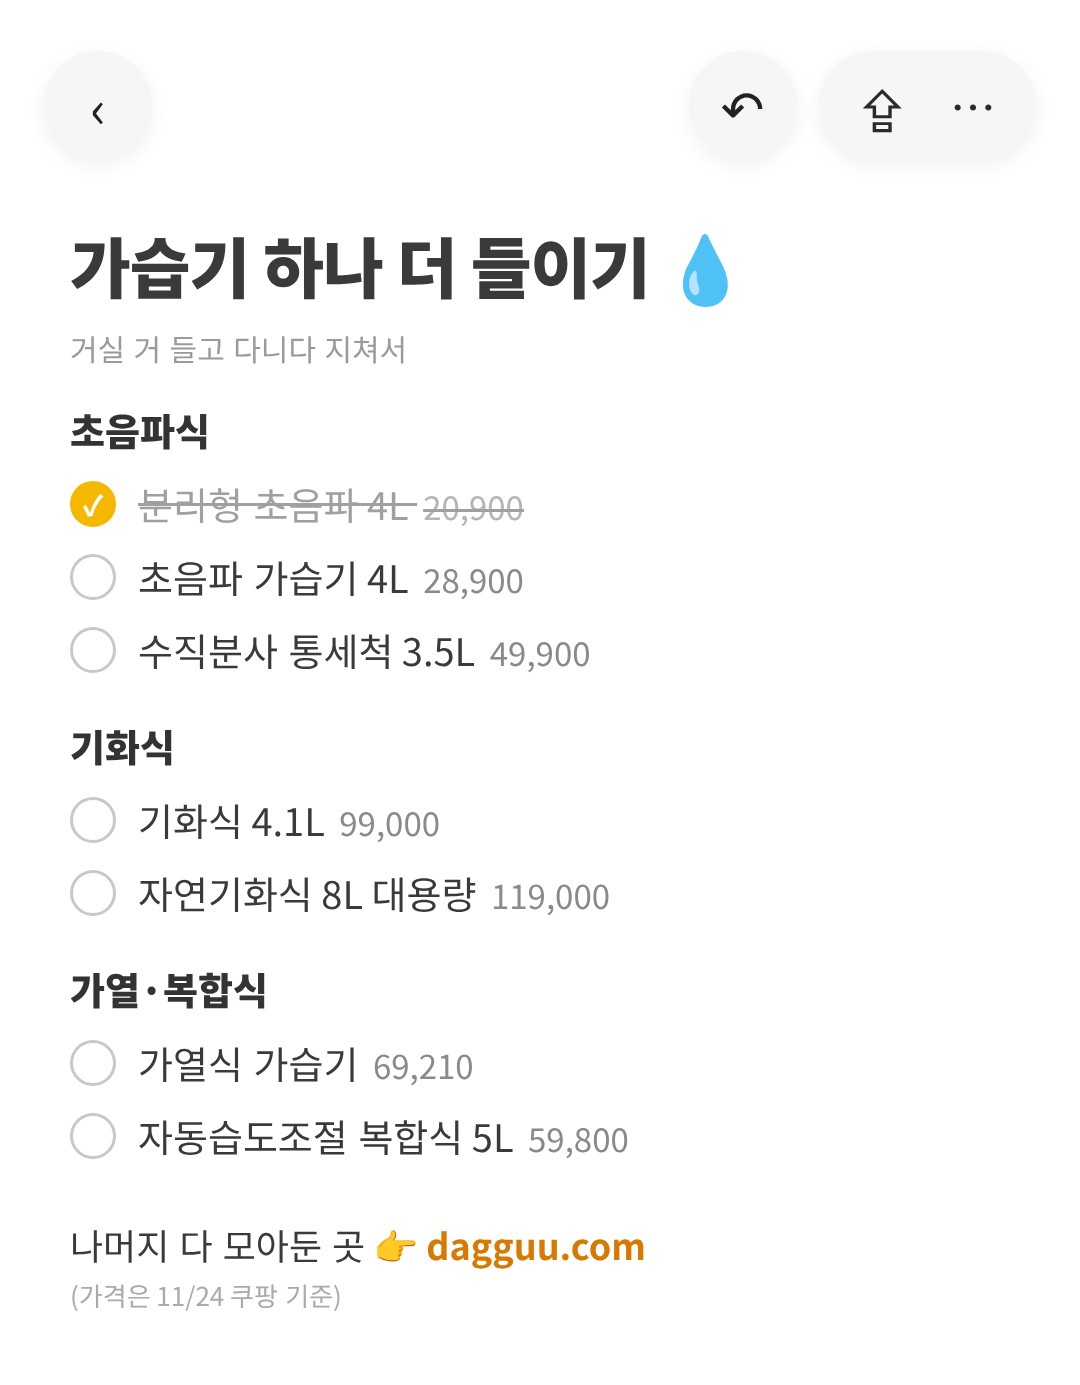 가습기 하나 더 들이기 💧
거실 거 들고 다니다 지쳐서
초음파식
분리형 초음파 4L 20,900
초음파 가습기 4L 28,900
수직분사 통세척 3.5L 49,900
기화식
기화식 4.1L 99,000
자연기화식 8L 대용량 119,000
가열·복합식
가열식 가습기 69,210
자동습도조절 복합식 5L 59,800
나머지 다 모아둔 곳 👉 dagguu.com
(가격은 11/24 쿠팡 기준)